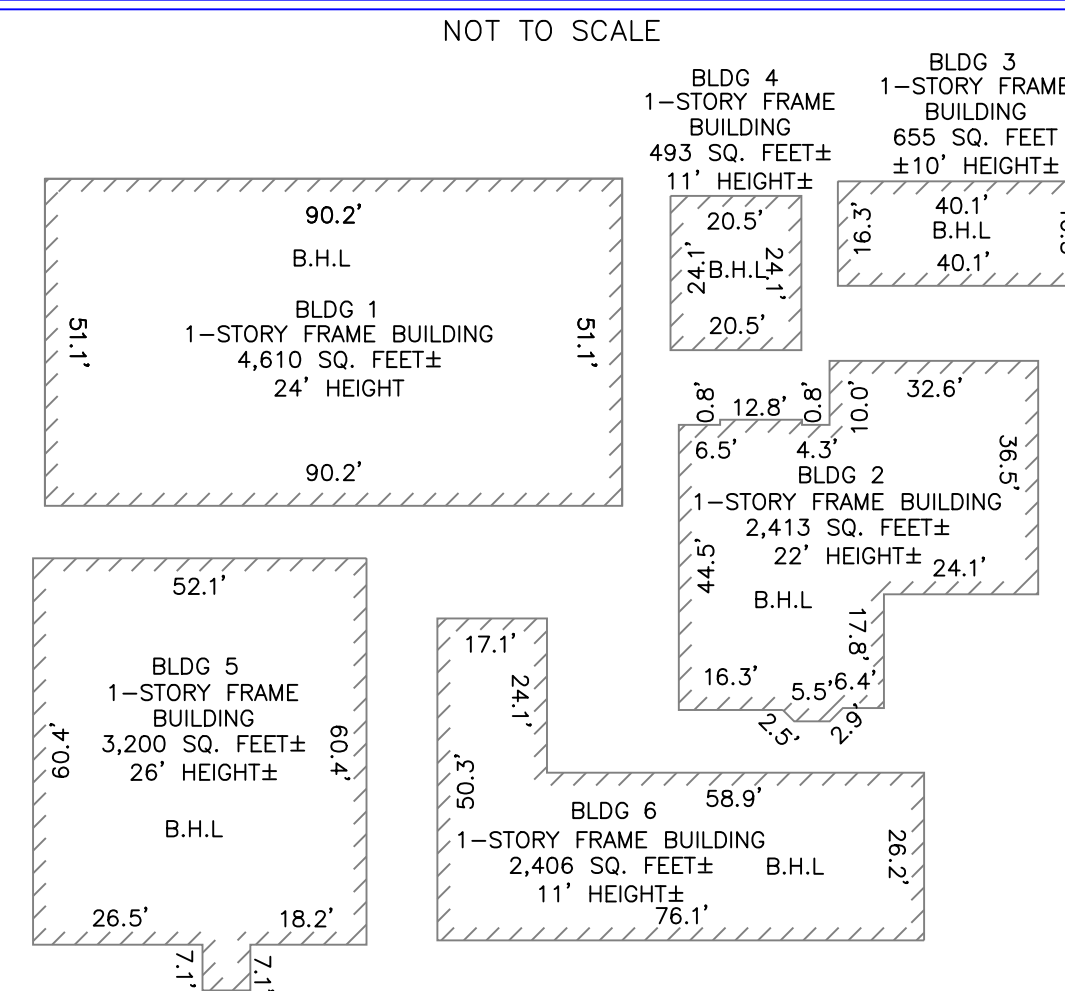 NOT TO SCALE
BLDG 4
1-STORY FRAME
BUILDING
493 SQ. FEET±
11' HEIGHT±
20.5'
24.1'
B.H.L
24.1'
20.5'
BLDG 3
1-STORY FRAME
BUILDING
655 SQ. FEET
±10' HEIGHT±
16.3'
40.1'
B.H.L
40.1'
90.2'
B.H.L
51.1'
BLDG 1
1-STORY FRAME BUILDING
4,610 SQ. FEET±
24' HEIGHT
51.1'
90.2'
0.8'
12.8'
0.8'
10.0'
32.6'
6.5'
4.3'
36.5'
BLDG 2
1-STORY FRAME BUILDING
2,413 SQ. FEET±
22' HEIGHT±
24.1'
44.5'
B.H.L
17.8'
16.3'
5.5'
6.4'
2.5'
2.9'
52.1'
BLDG 5
1-STORY FRAME
BUILDING
3,200 SQ. FEET±
26' HEIGHT±
60.4'
60.4'
B.H.L
26.5'
18.2'
7.1'
7.1'
17.1'
24.1'
50.3'
58.9'
BLDG 6
1-STORY FRAME BUILDING
2,406 SQ. FEET±
B.H.L
11' HEIGHT±
26.2'
76.1'